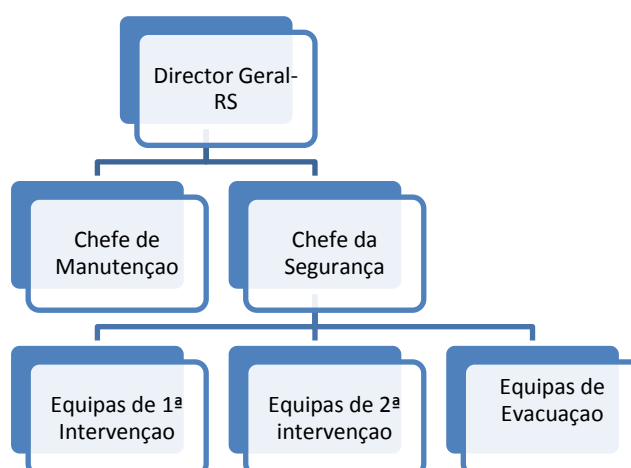 Director Geral-
RS
Chefe de
Manutençao
Chefe da
Segurança
Equipas de 1ª
Intervençao
Equipas de 2ª
intervençao
Equipas de
Evacuaçao